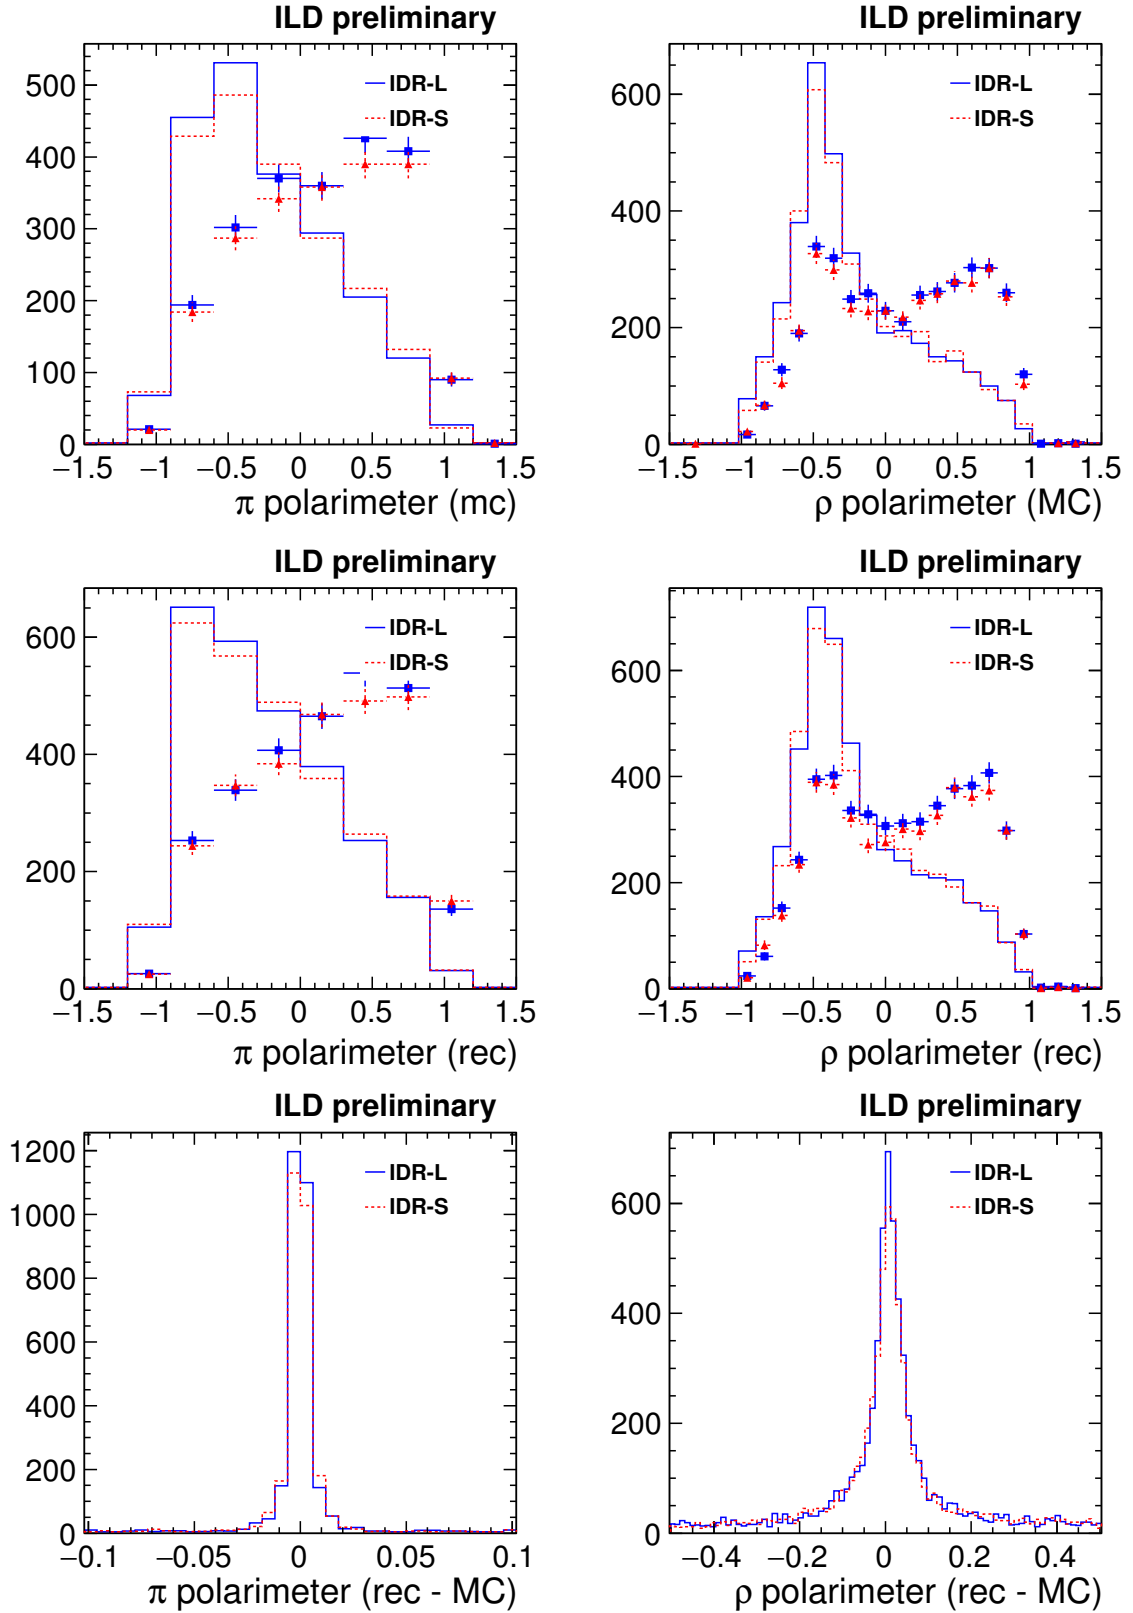 ILD preliminary
500
400
300
200
100
0
IDR-L
IDR-S
−1.5 −1 −0.5 0 0.5 1 1.5
π polarimeter (mc)
ILD preliminary
600
400
200
0
IDR-L
IDR-S
−1.5 −1 −0.5 0 0.5 1 1.5
ρ polarimeter (MC)
ILD preliminary
600
400
200
0
IDR-L
IDR-S
−1.5 −1 −0.5 0 0.5 1 1.5
π polarimeter (rec)
ILD preliminary
600
400
200
0
IDR-L
IDR-S
−1.5 −1 −0.5 0 0.5 1 1.5
ρ polarimeter (rec)
ILD preliminary
1200
1000
800
600
400
200
0
IDR-L
IDR-S
−0.1 −0.05 0 0.05 0.1
π polarimeter (rec - MC)
ILD preliminary
600
400
200
0
IDR-L
IDR-S
−0.4 −0.2 0 0.2 0.4
ρ polarimeter (rec - MC)